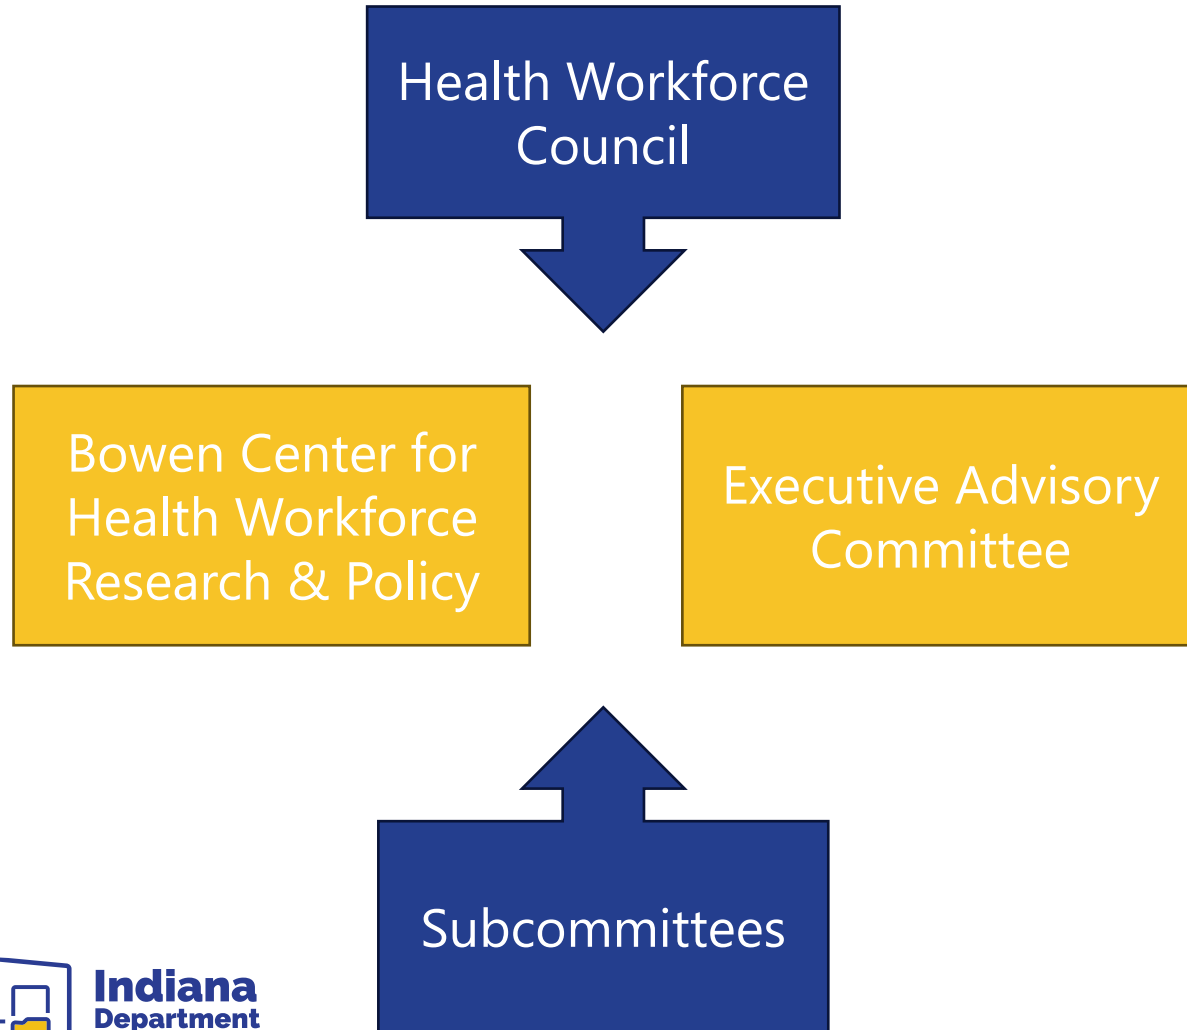 Health Workforce
Council
Bowen Center for
Health Workforce
Research & Policy
Executive Advisory
Committee
Subcommittees
Indiana
Department